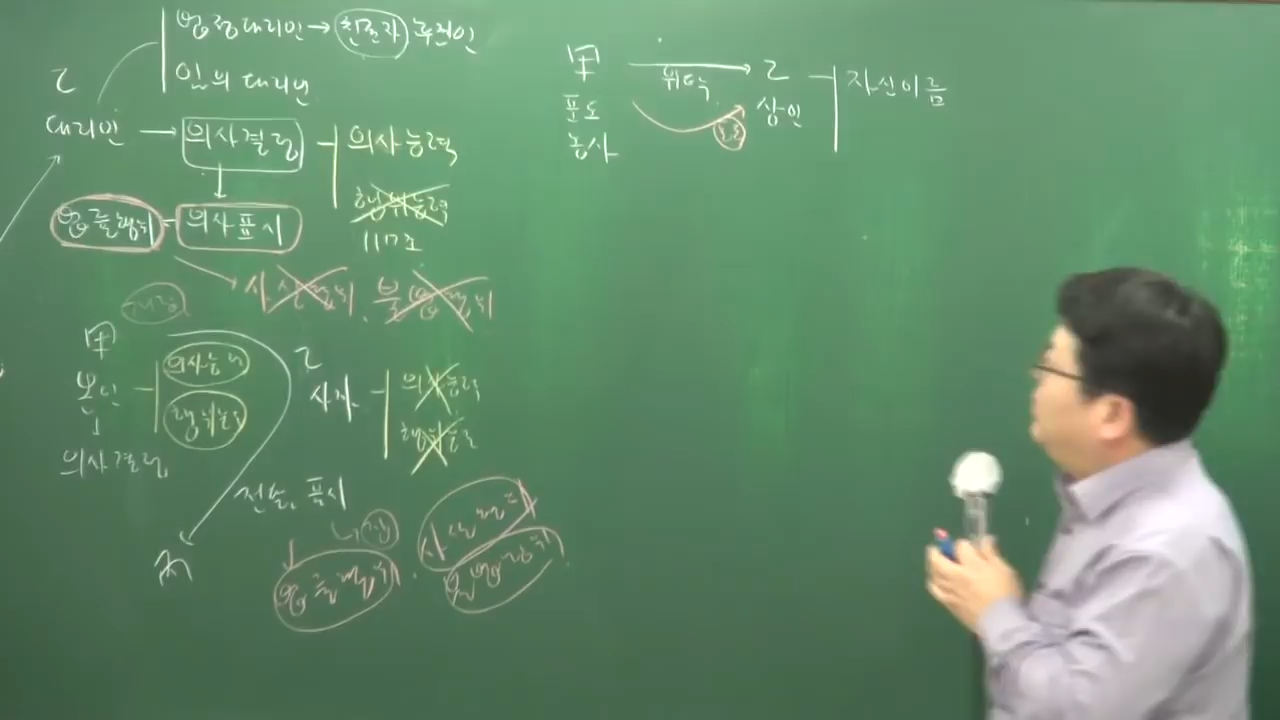 법정대리인 → 친권자 후견인
임의대리인
乙
대리인 → 의사결정
의사능력
행위능력
117조
법률행위 - 의사표시
사실행위 불법행위
甲
본인
의사능력
행위능력
의사결정
乙
사자
의사능력
행위능력
전달, 표시
丙
법률행위
사실행위
불법행위
甲 위탁 → 乙
포도
농사
상인
자신이름